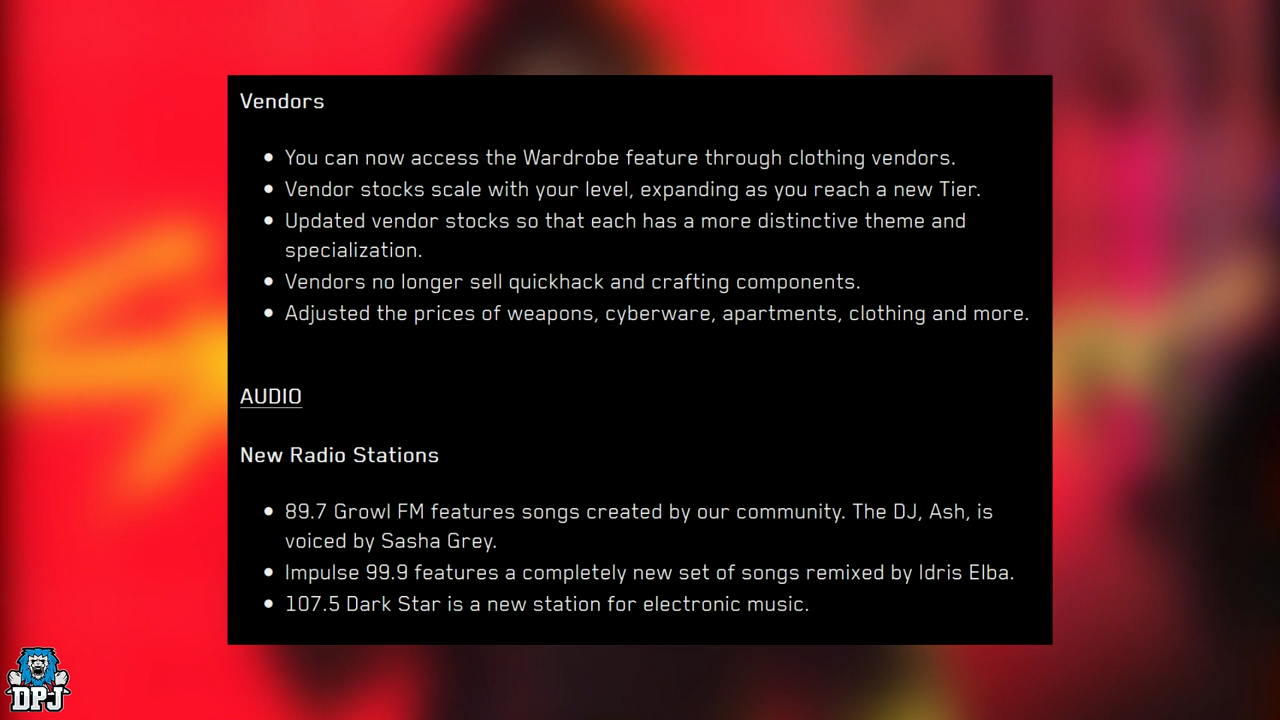 Vendors
● You can now access the Wardrobe feature through clothing vendors.
● Vendor stocks scale with your level, expanding as you reach a new Tier.
● Updated vendor stocks so that each has a more distinctive theme and
specialization.
● Vendors no longer sell quickhack and crafting components.
● Adjusted the prices of weapons, cyberware, apartments, clothing and more.
AUDIO
New Radio Stations
● 89.7 Growl FM features songs created by our community. The DJ, Ash, is
voiced by Sasha Grey.
● Impulse 99.9 features a completely new set of songs remixed by Idris Elba.
● 107.5 Dark Star is a new station for electronic music.
DPJ